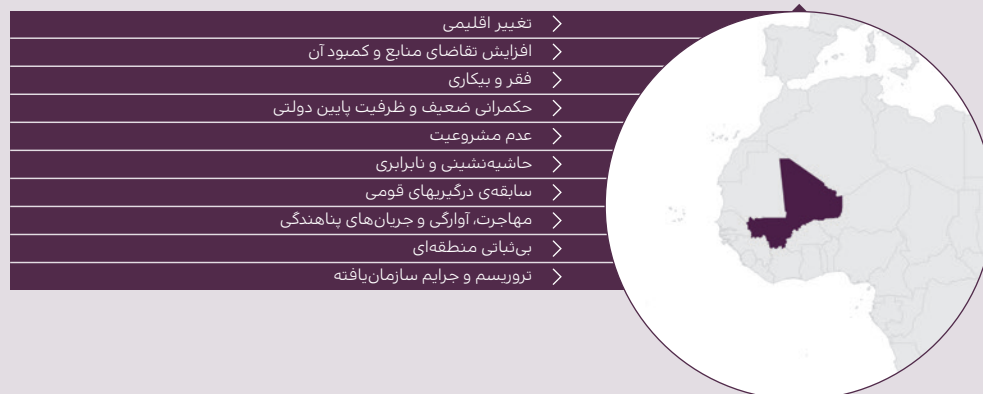 تغییر اقلیمی
افزایش تقاضای منابع و کمبود آن
فقر و بیکاری
حکمرانی ضعیف و ظرفیت پایین دولتی
عدم مشروعیت
حاشیه‌نشینی و نابرابری
سابقه‌ی درگیریهای قومی
مهاجرت، آوارگی و جریان‌های پناهندگی
بی‌ثباتی منطقه‌ای
تروریسم و جرایم سازمان‌یافته